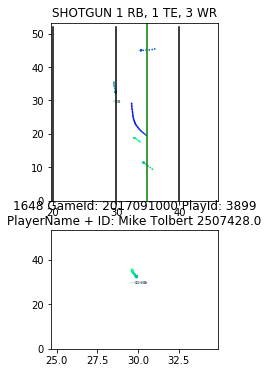 SHOTGUN 1 RB, 1 TE, 3 WR
50
40
30
20
10
0
20 30 40
1648 GameId: 2017091000 PlayId: 3899
PlayerName + ID: Mike Tolbert 2507428.0
40
20
0
25.0 27.5 30.0 32.5